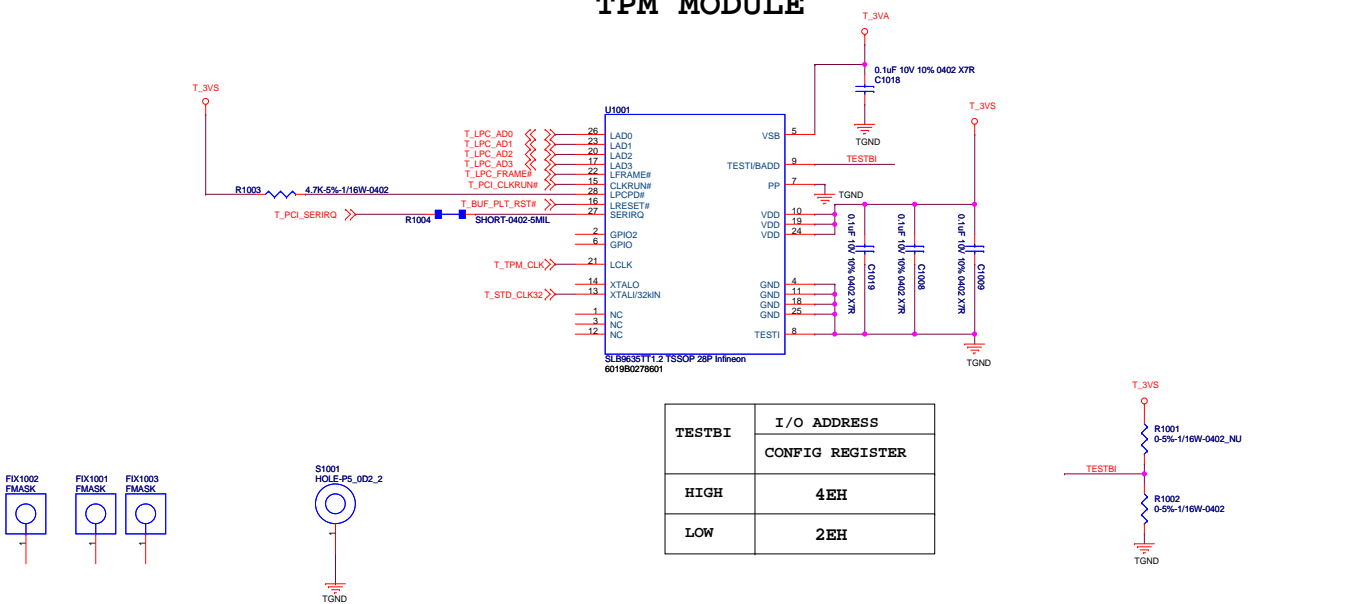 TPM MODULE
T_3VA
0.1uF 10V 10% 0402 X7R
C1018
TGND
T_3VS
T_3VS
U1001
T_LPC_AD0
26
LAD0
T_LPC_AD1
23
LAD1
T_LPC_AD2
20
LAD2
T_LPC_AD3
17
LAD3
T_LPC_FRAME#
22
LFRAME#
T_PCI_CLKRUN#
15
CLKRUN#
R1003
4.7K-5%-1/16W-0402
28
LPCPD#
T_BUF_PLT_RST#
16
LRESET#
T_PCI_SERIRQ
R1004
SHORT-0402-5MIL
27
SERIRQ
2
GPIO2
6
GPIO
T_TPM_CLK
21
LCLK
14
XTALO
T_STD_CLK32
13
XTALI/32kIN
1
NC
3
NC
12
NC
VSB
5
TESTI/BADD
9
TESTBI
PP
7
TGND
VDD
10
VDD
19
VDD
24
GND
4
GND
11
GND
18
GND
25
TESTI
8
0.1uF 10V 10% 0402 X7R
C1019
0.1uF 10V 10% 0402 X7R
C1008
0.1uF 10V 10% 0402 X7R
C1009
TGND
SLB9635TT1.2 TSSOP 28P Infineon
6019B0278601
TESTBI
I/O ADDRESS
CONFIG REGISTER
HIGH
4EH
LOW
2EH
T_3VS
R1001
0-5%-1/16W-0402_NU
TESTBI
R1002
0-5%-1/16W-0402
TGND
FIX1002
FMASK
1
FIX1001
FMASK
1
FIX1003
FMASK
1
S1001
HOLE-P5_0D2_2
1
TGND